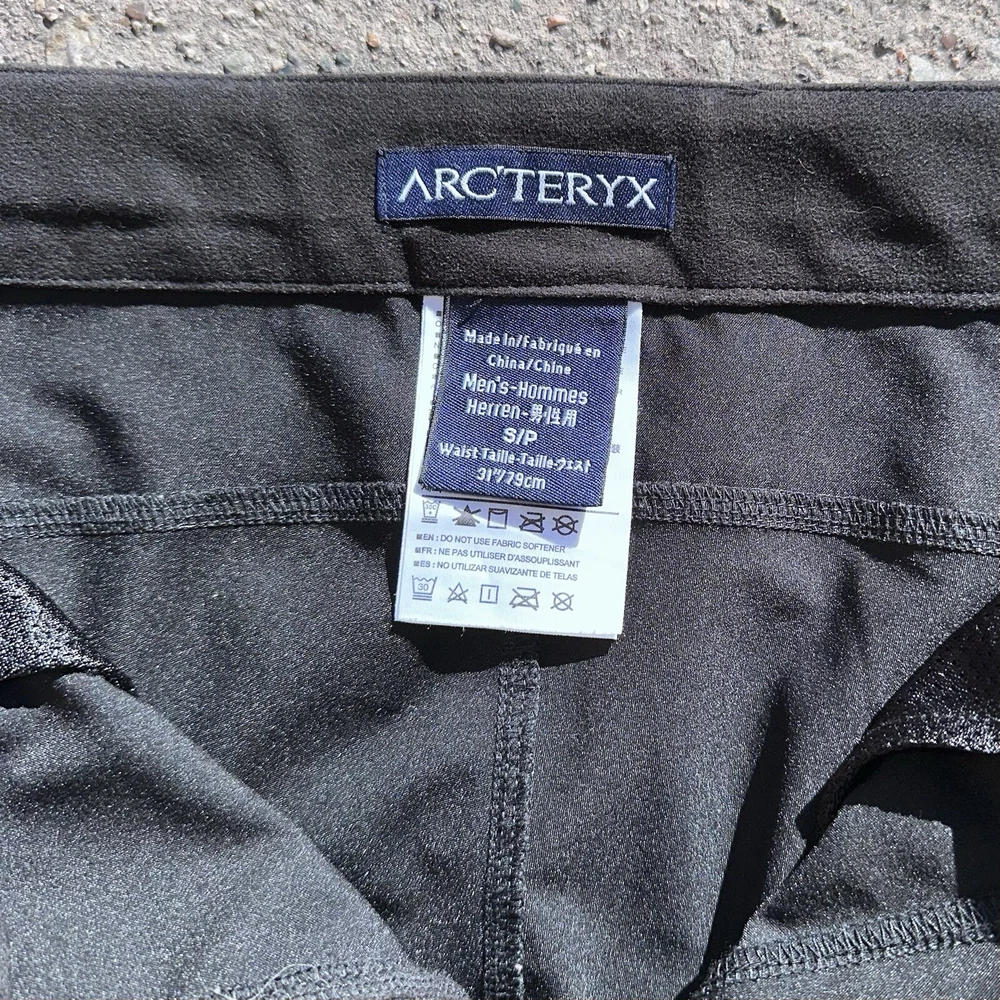 ARC'TERYX
Made In/Fabriqué en
China/Chine
Men's-Hommes
Herren-男性用
S/P
Waist-Taille-Taille-ウエスト
31"/79cm
30C
EN : DO NOT USE FABRIC SOFTENER
FR : NE PAS UTILISER D'ASSOUPLISSANT
ES : NO UTILIZAR SUAVIZANTE DE TELAS
30